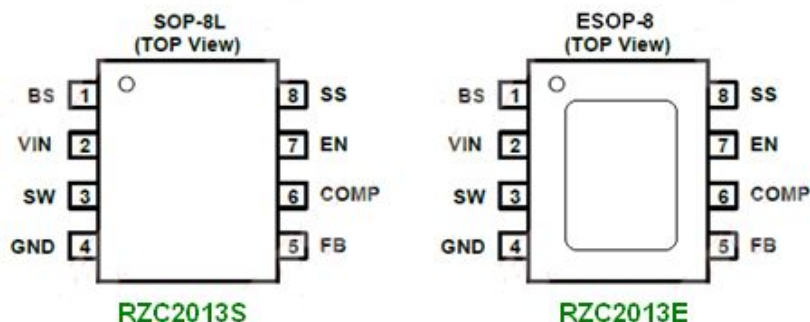 SOP-8L
(TOP View)
BS 1
8 SS
VIN 2
7 EN
SW 3
6 COMP
GND 4
5 FB
RZC2013S
ESOP-8
(TOP View)
BS 1
8 SS
VIN 2
7 EN
SW 3
6 COMP
GND 4
5 FB
RZC2013E